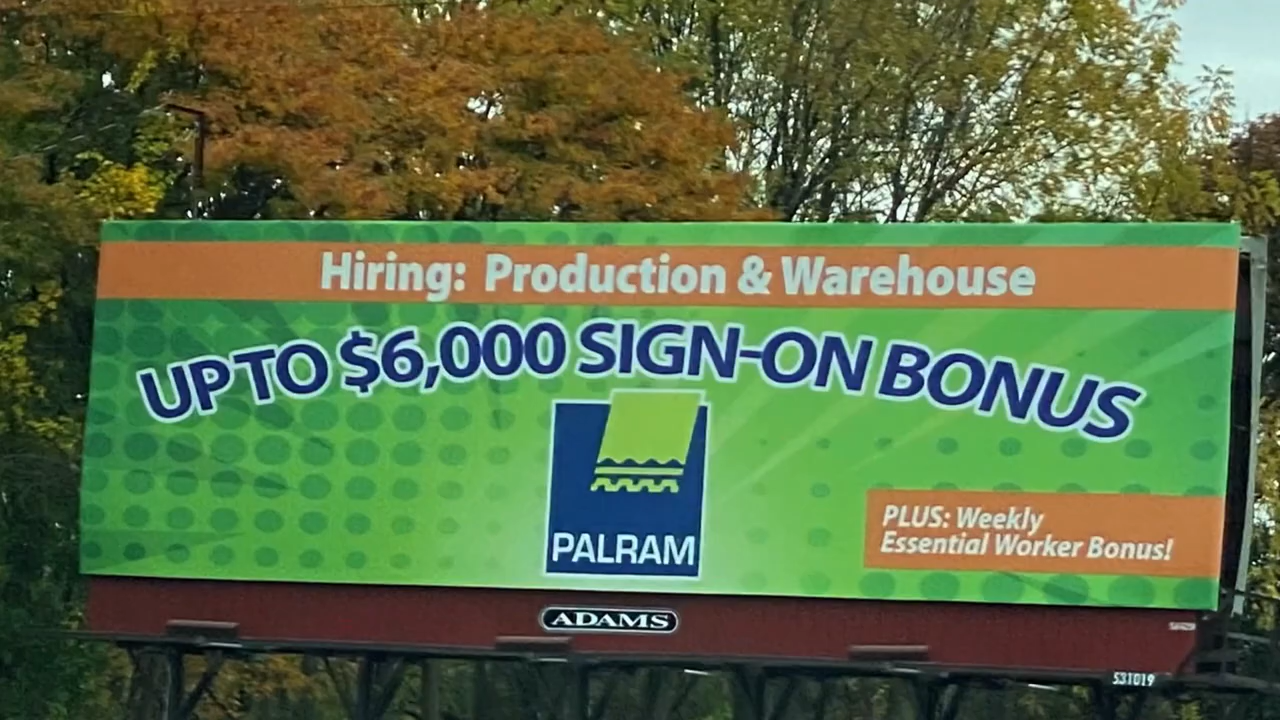 Hiring: Production & Warehouse
UP TO $6,000 SIGN-ON BONUS
PALRAM
PLUS: Weekly
Essential Worker Bonus!
ADAMS
531019